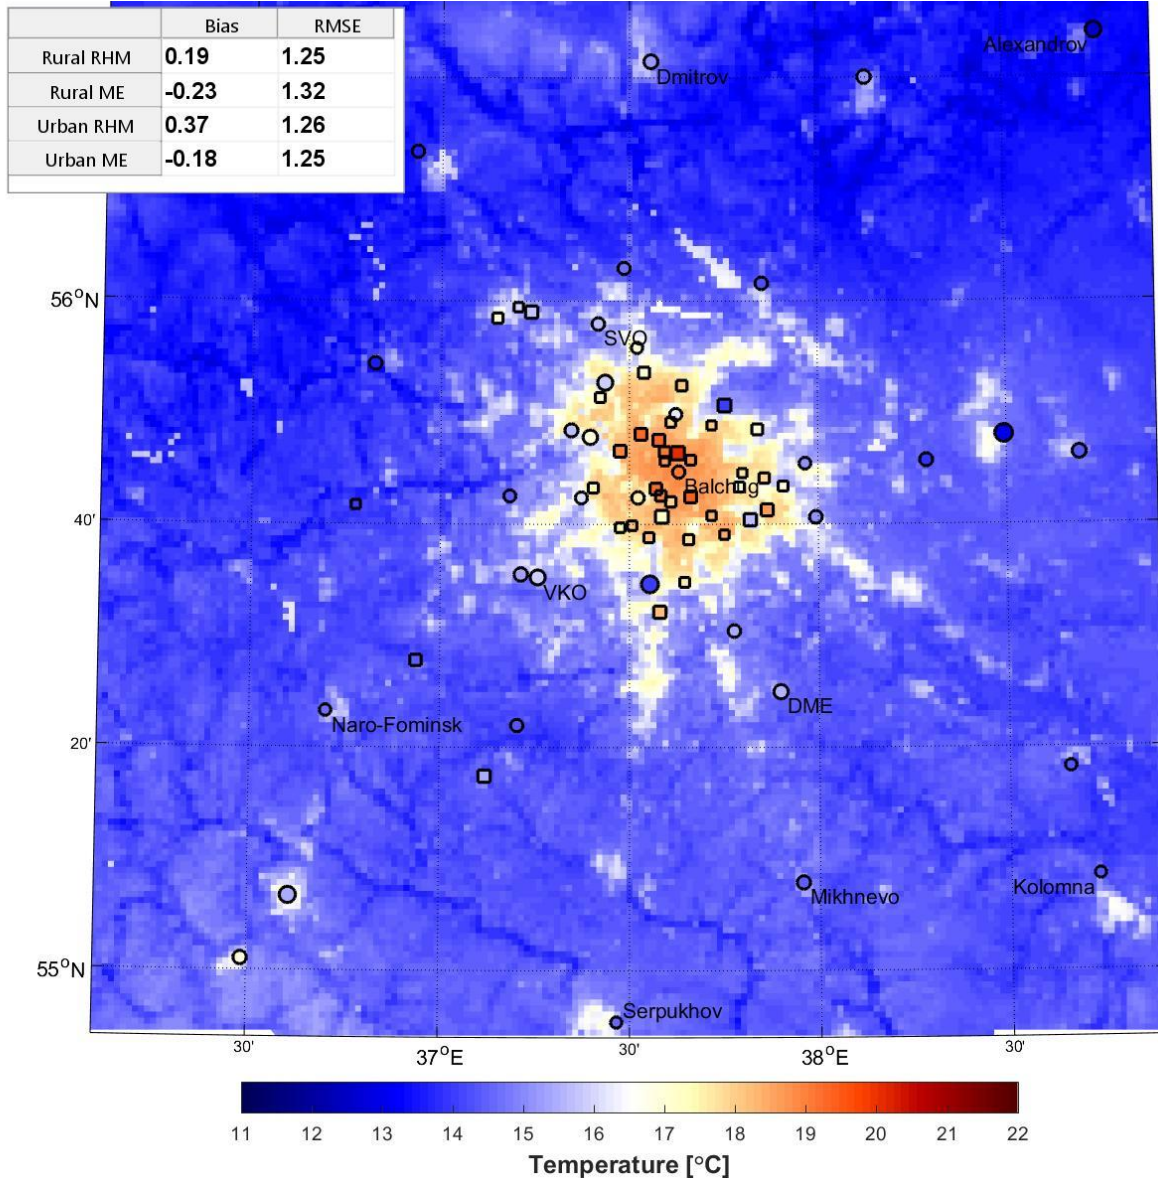 Bias RMSE
Rural RHM 0.19 1.25
Rural ME -0.23 1.32
Urban RHM 0.37 1.26
Urban ME -0.18 1.25
Alexandrov
Dmitrov
56°N
SVO
Balchug
40'
VKO
DME
Naro-Fominsk
20'
Mikhnevo
Kolomna
55°N
Serpukhov
30' 37°E 30' 38°E 30'
11 12 13 14 15 16 17 18 19 20 21 22
Temperature [°C]